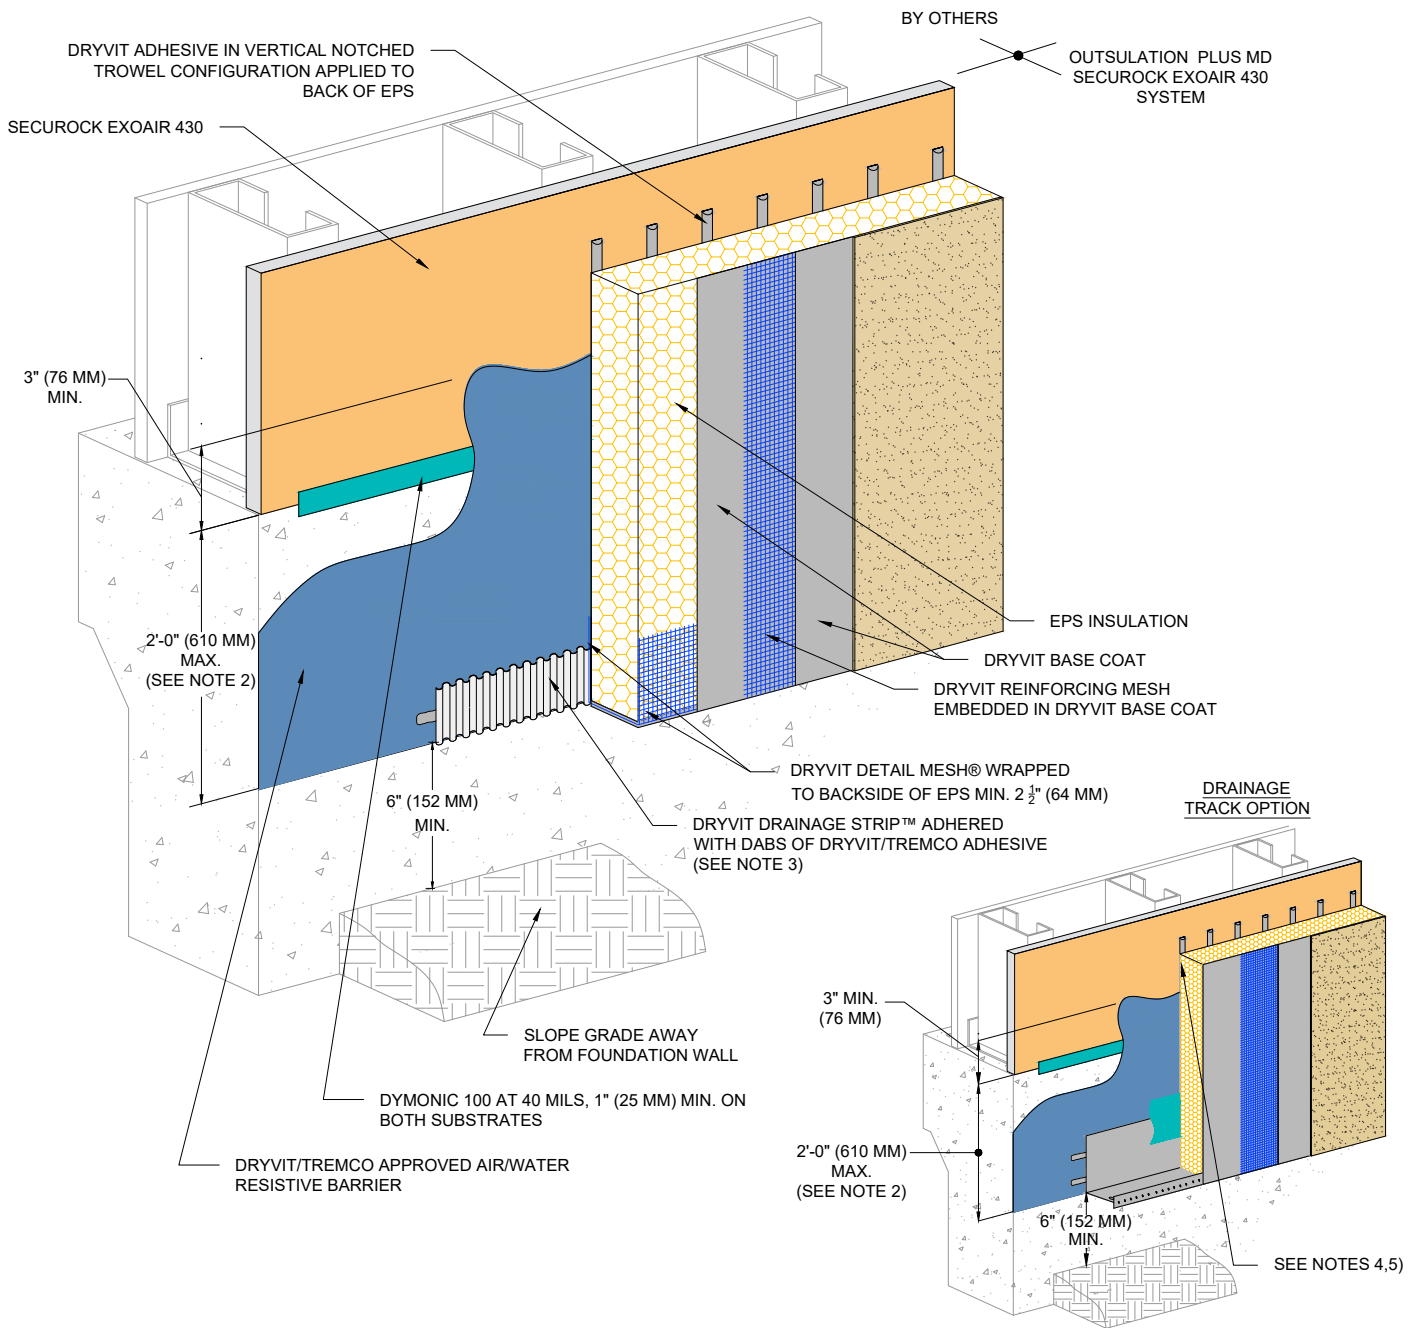 BY OTHERS
DRYVIT ADHESIVE IN VERTICAL NOTCHED
TROWEL CONFIGURATION APPLIED TO
BACK OF EPS
OUTSULATION PLUS MD
SECUROCK EXOAIR 430
SYSTEM
SECUROCK EXOAIR 430
3" (76 MM)
MIN.
2'-0" (610 MM)
MAX.
(SEE NOTE 2)
EPS INSULATION
DRYVIT BASE COAT
DRYVIT REINFORCING MESH
EMBEDDED IN DRYVIT BASE COAT
DRYVIT DETAIL MESH® WRAPPED
TO BACKSIDE OF EPS MIN. 2 1/2" (64 MM)
6" (152 MM)
MIN.
DRYVIT DRAINAGE STRIP™ ADHERED
WITH DABS OF DRYVIT/TREMCO ADHESIVE
(SEE NOTE 3)
SLOPE GRADE AWAY
FROM FOUNDATION WALL
DYMONIC 100 AT 40 MILS, 1" (25 MM) MIN. ON
BOTH SUBSTRATES
DRYVIT/TREMCO APPROVED AIR/WATER
RESISTIVE BARRIER
DRAINAGE
TRACK OPTION
3" MIN.
(76 MM)
2'-0" (610 MM)
MAX.
(SEE NOTE 2)
6" (152 MM)
MIN.
SEE NOTES 4,5)